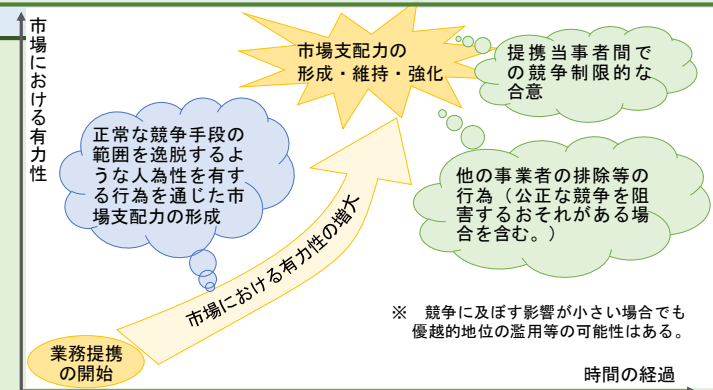 市場における有力性
市場支配力の
形成・維持・強化
提携当事者間で
の競争制限的な
合意
正常な競争手段の
範囲を逸脱するよ
うな人為性を有す
る行為を通じた市
場支配力の形成
他の事業者の排除等の
行為（公正な競争を阻
害するおそれがある場
合を含む。）
市場における有力性の増大
※　競争に及ぼす影響が小さい場合でも
優越的地位の濫用等の可能性はある。
業務提携
の開始
時間の経過